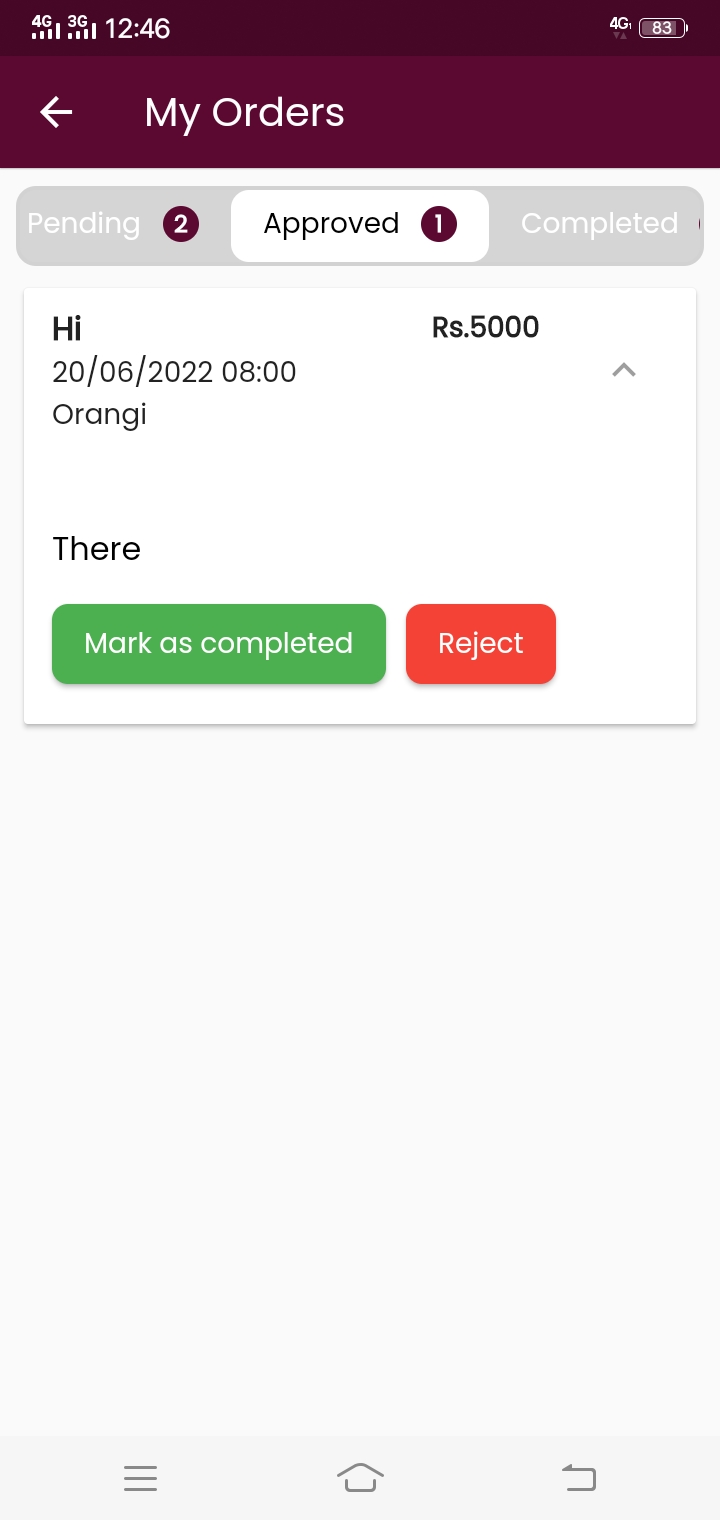 4G 3G 12:46 4G 83
My Orders
Pending 2 Approved 1 Completed
Hi Rs.5000
20/06/2022 08:00
Orangi
There
Mark as completed Reject